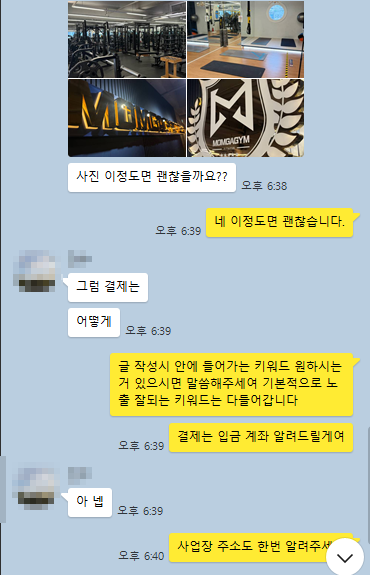 MOMGAGYM
MOMGAGYM
사진 이정도면 괜찮을까요??
오후 6:38
네 이정도면 괜찮습니다.
오후 6:39
그럼 결제는
어떻게
오후 6:39
글 작성시 안에 들어가는 키워드 원하시는
거 있으시면 말씀해주세여 기본적으로 노
출 잘되는 키워드는 다들어갑니다
결제는 입금 계좌 알려드릴게여
오후 6:39
아 넵
오후 6:39
사업장 주소도 한번 알려주세
오후 6:40